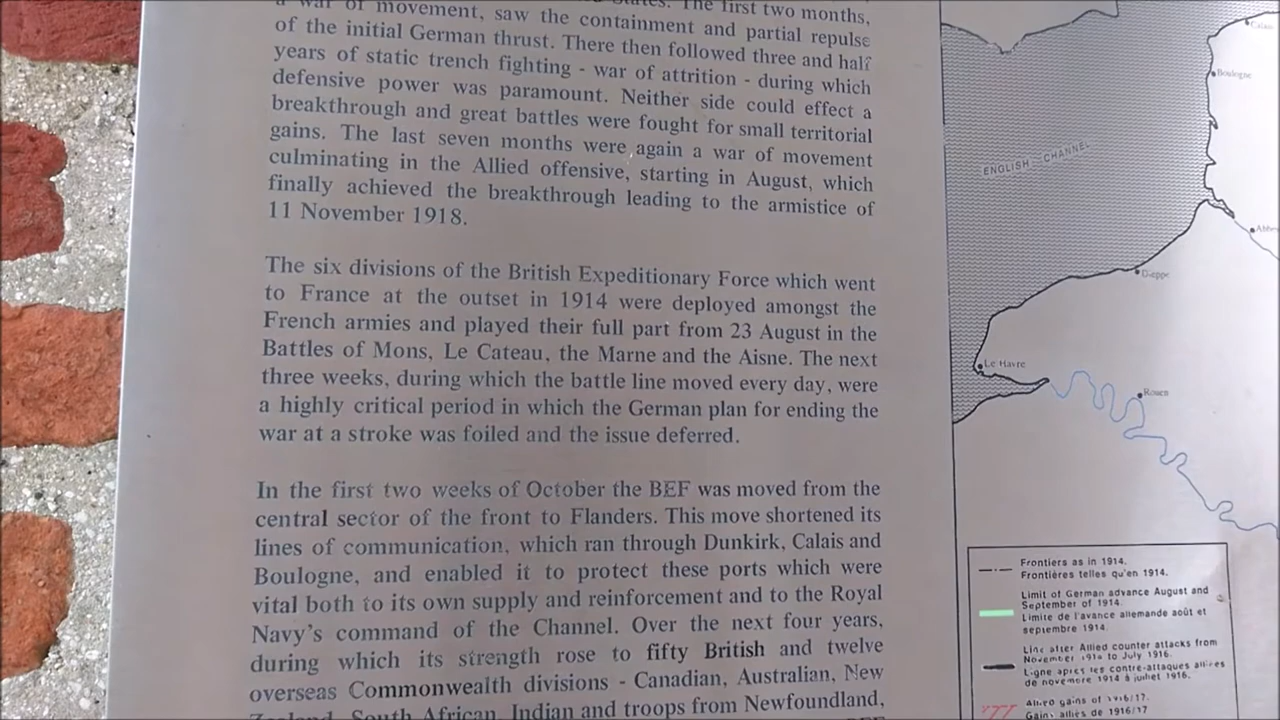 a war of movement, saw the containment and partial repulse
of the initial German thrust. There then followed three and half
years of static trench fighting - war of attrition - during which
defensive power was paramount. Neither side could effect a
breakthrough and great battles were fought for small territorial
gains. The last seven months were again a war of movement
culminating in the Allied offensive, starting in August, which
finally achieved the breakthrough leading to the armistice of
11 November 1918.
The six divisions of the British Expeditionary Force which went
to France at the outset in 1914 were deployed amongst the
French armies and played their full part from 23 August in the
Battles of Mons, Le Cateau, the Marne and the Aisne. The next
three weeks, during which the battle line moved every day, were
a highly critical period in which the German plan for ending the
war at a stroke was foiled and the issue deferred.
In the first two weeks of October the BEF was moved from the
central sector of the front to Flanders. This move shortened its
lines of communication, which ran through Dunkirk, Calais and
Boulogne, and enabled it to protect these ports which were
vital both to its own supply and reinforcement and to the Royal
Navy's command of the Channel. Over the next four years,
during which its strength rose to fifty British and twelve
overseas Commonwealth divisions - Canadian, Australian, New
Zealand, South African, Indian and troops from Newfoundland,
States. The first two months,
Calais
Boulogne
ENGLISH CHANNEL
Dieppe
Le Havre
Rouen
Frontiers as in 1914.
Frontières telles qu'en 1914.
Limit of German advance August and
September of 1914.
Limite de l'avance allemande août et
septembre 1914.
Line after Allied counter attacks from
November 1914 to July 1916.
Ligne après les contre-attaques alliées
de novembre 1914 à juillet 1916.
Allied gains of 1916/17.
Gains alliés de 1916/17